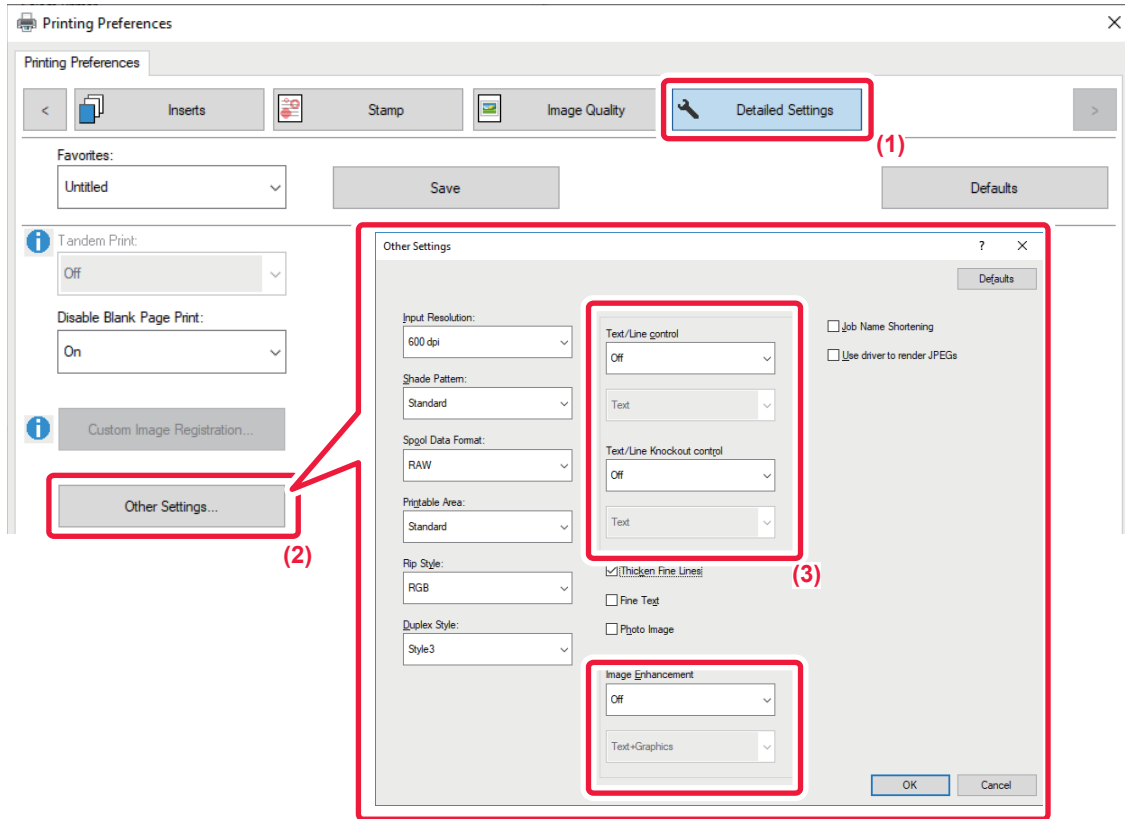 Printing Preferences
Printing Preferences
< Inserts Stamp Image Quality Detailed Settings >
(1)
Favorites:
Untitled Save Defaults
Tandem Print:
Off
Disable Blank Page Print:
On
Custom Image Registration...
Other Settings...
(2)
Other Settings ?
Defaults
Input Resolution:
600 dpi
Shade Pattern:
Standard
Spool Data Format:
RAW
Printable Area:
Standard
Rip Style:
RGB
Duplex Style:
Style3
Text/Line control
Off
Text
Text/Line Knockout control
Off
Text
(3)
Thicken Fine Lines
Fine Text
Photo Image
Image Enhancement
Off
Text+Graphics
Job Name Shortening
Use driver to render JPEGs
OK Cancel